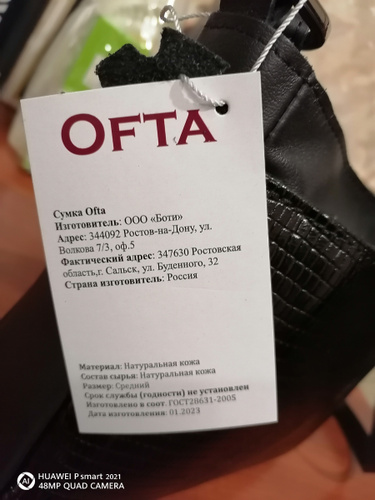 OFTA
Сумка Ofta
Изготовитель: ООО «Боти»
Адрес: 344092 Ростов-на-Дону, ул.
Волкова 7/3, оф.5
Фактический адрес: 347630 Ростовская
область,г. Сальск, ул. Буденного, 32
Страна изготовитель: Россия
Материал: Натуральная кожа
Состав сырья: Натуральная кожа
Размер: Средний
Срок службы (годности) не установлен
Изготовлено в соот. ГОСТ28631-2005
Дата изготовления: 01.2023
AI
HUAWEI P smart 2021
48MP QUAD CAMERA